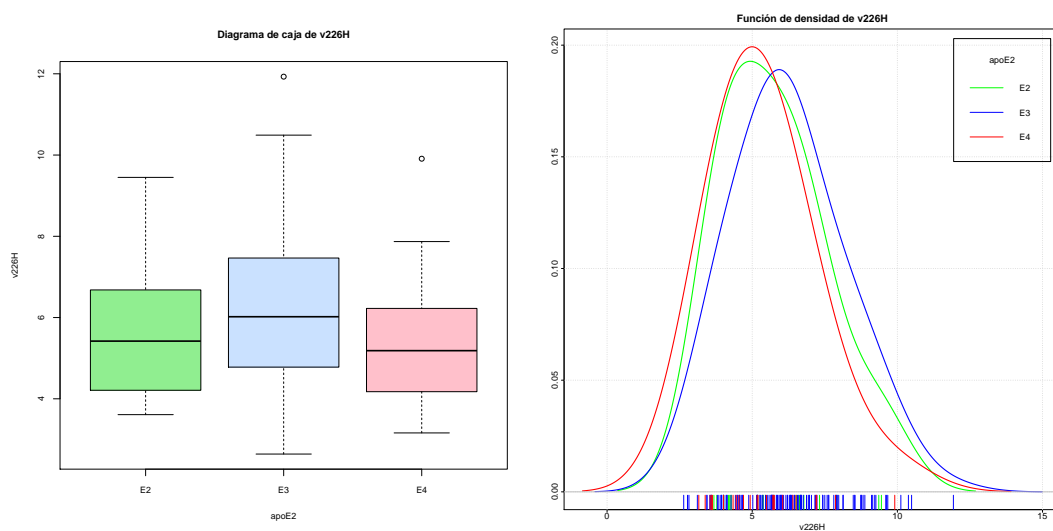 Diagrama de caja de v226H
v226H
12
10
8
6
4
E2
E3
E4
apoE2
Función de densidad de v226H
0.20
0.15
0.10
0.05
0.00
0
5
10
15
v226H
apoE2
E2
E3
E4